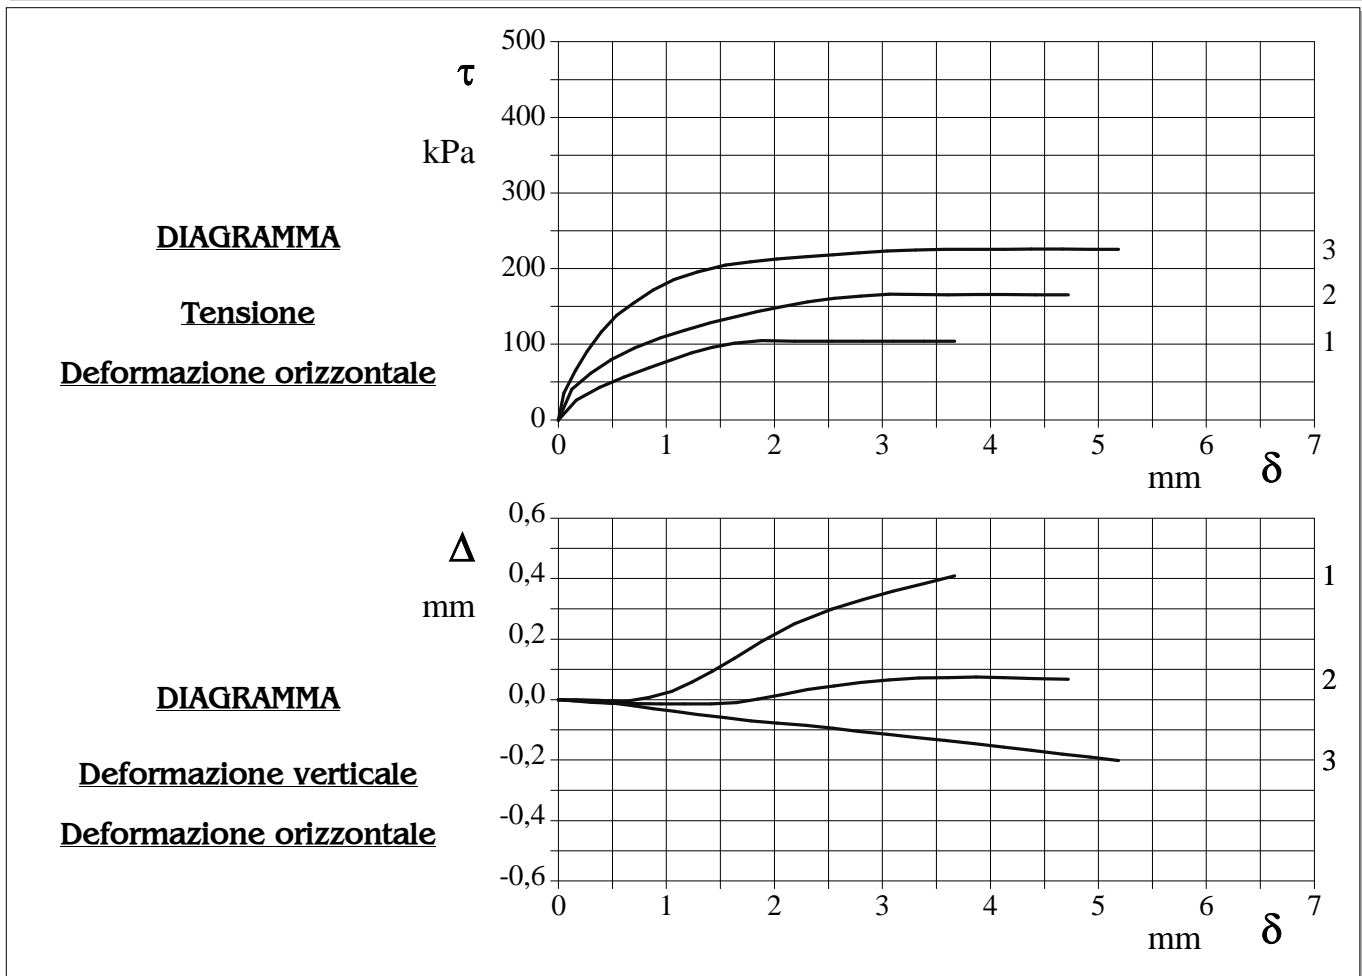 500
τ
400
kPa
300
DIAGRAMMA
3
200
2
Tensione
100
1
Deformazione orizzontale
0
0 1 2 3 4 5 6 7
mm δ
0,6
Δ
0,4
1
mm
0,2
0,0
2
DIAGRAMMA
-0,2
3
Deformazione verticale
-0,4
Deformazione orizzontale
-0,6
0 1 2 3 4 5 6 7
mm δ